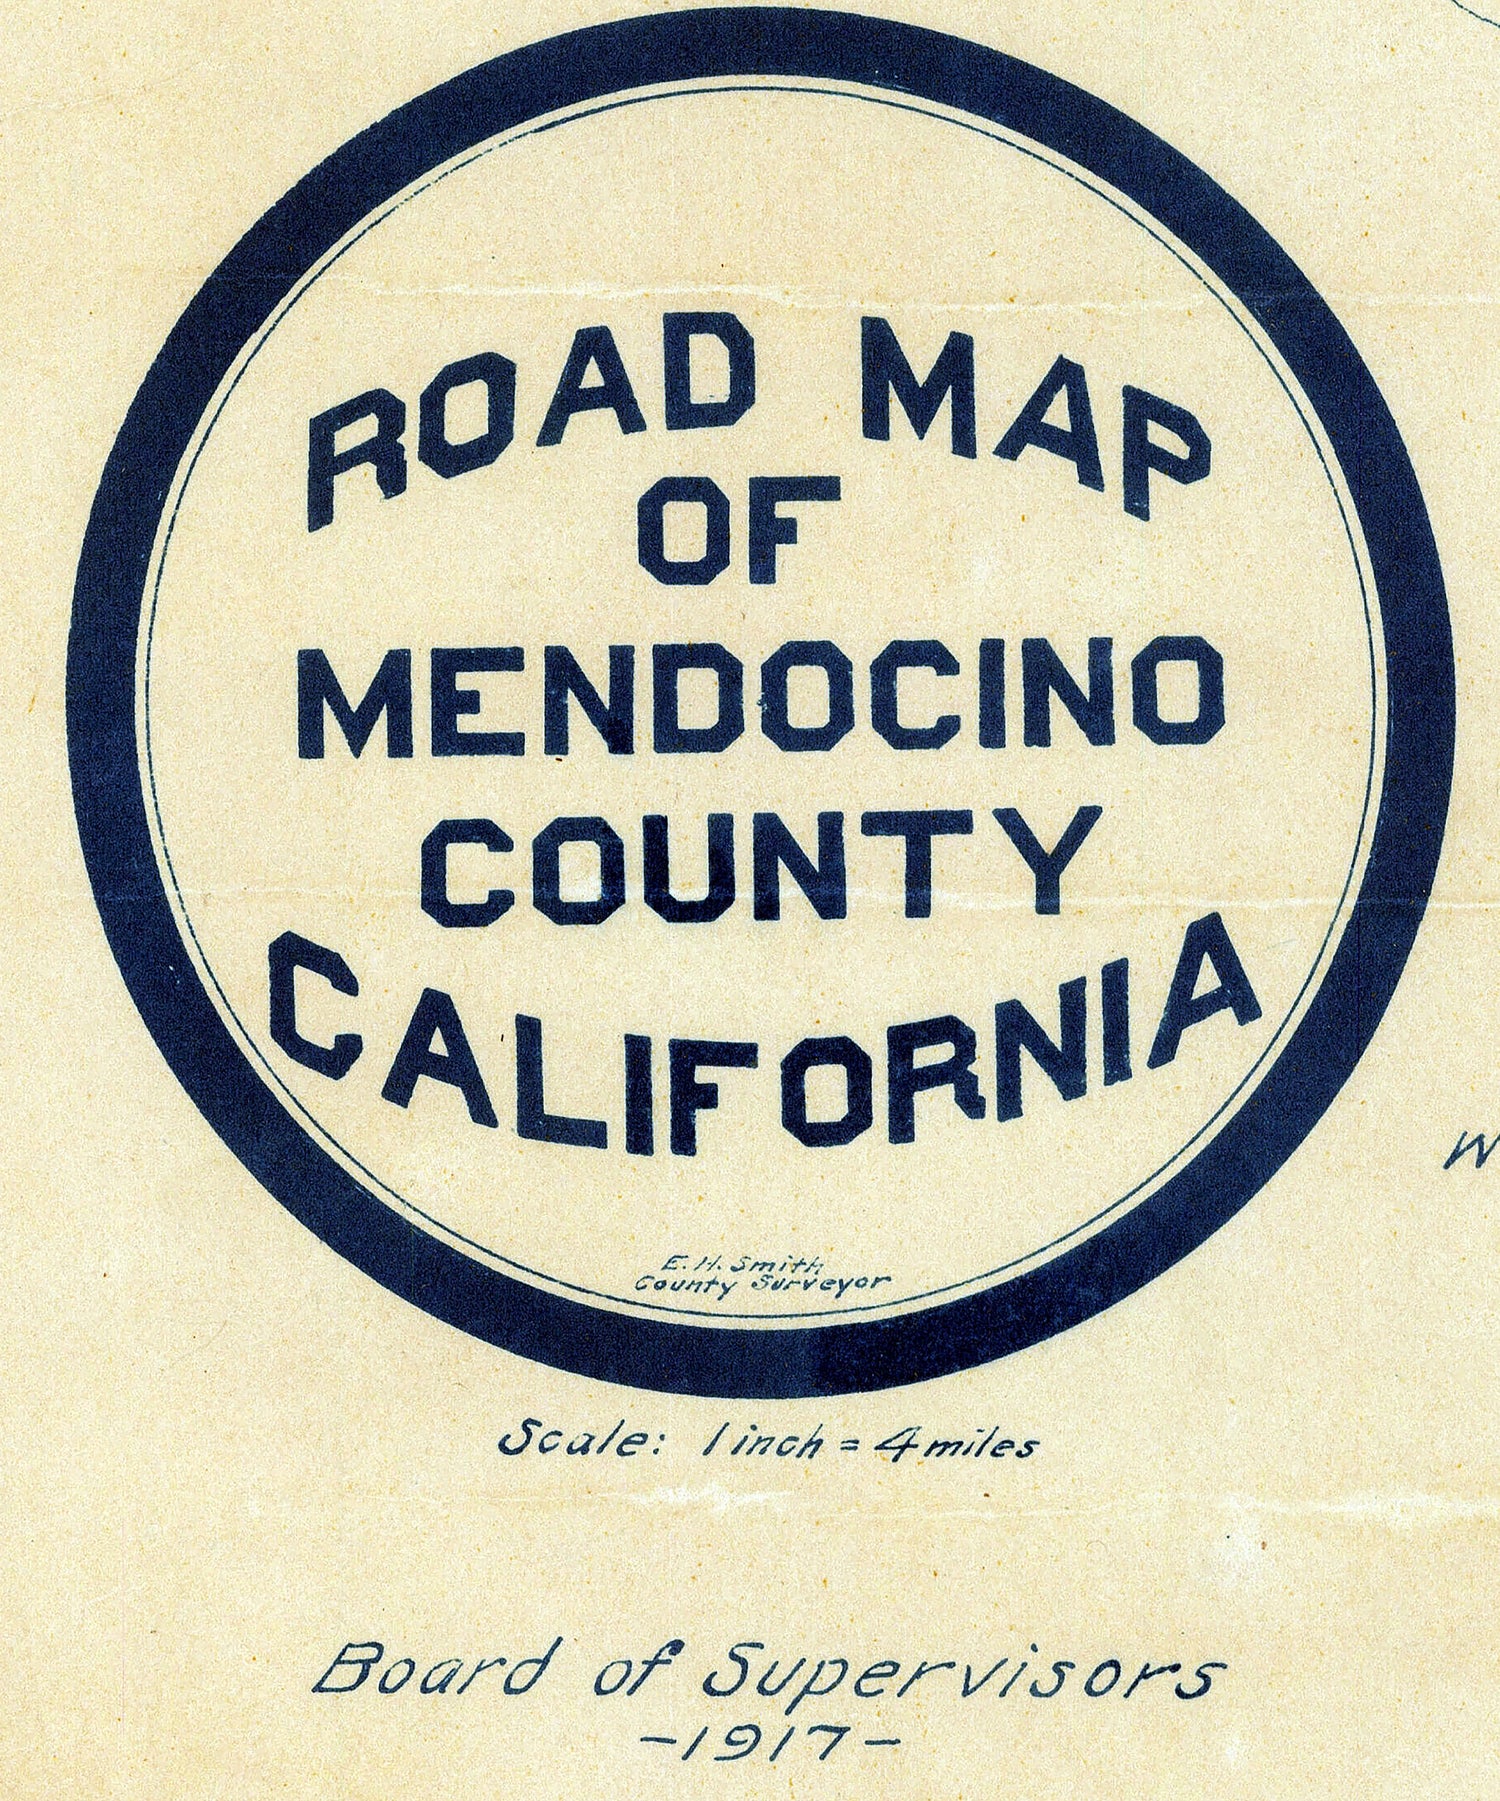 ROAD MAP
OF
MENDOCINO
COUNTY
CALIFORNIA
E. H. Smith
County Surveyor
Scale: 1 inch = 4 miles
Board of Supervisors
-1917-